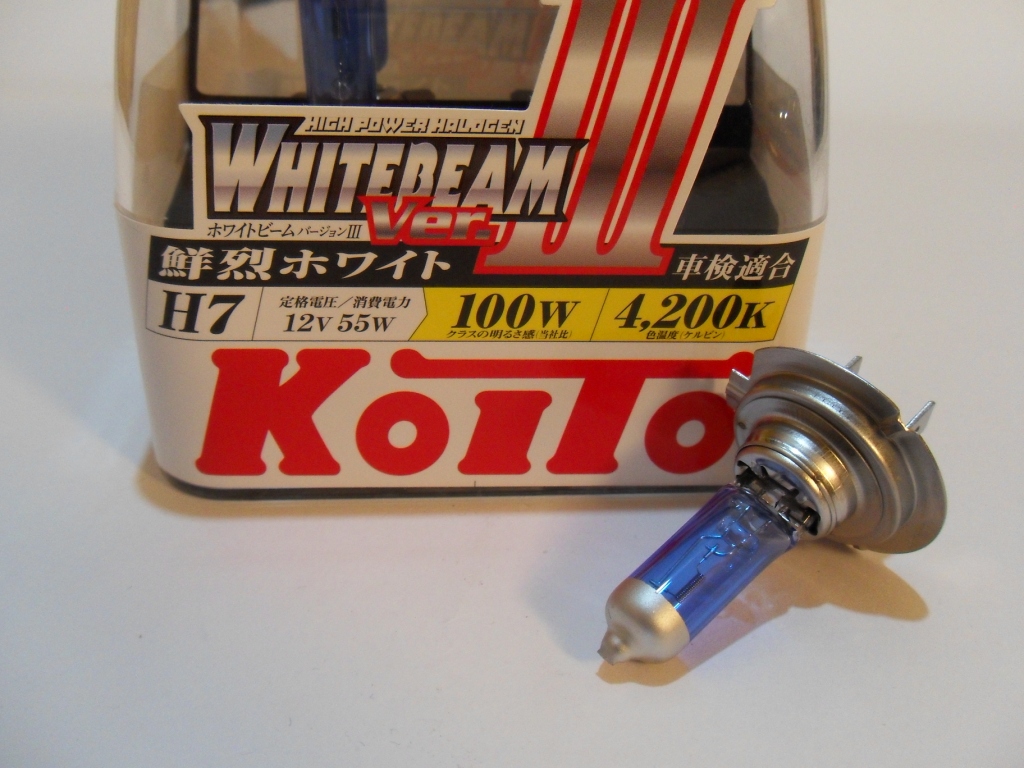 HIGH POWER HALOGEN
WHITEBEAM III
Ver.
ホワイトビーム バージョンIII
鮮烈ホワイト 車検適合
H7 定格電圧／消費電力 12V 55W
100W 4,200K
クラスの明るさ感(当社比) 色温度(ケルビン)
KOITO